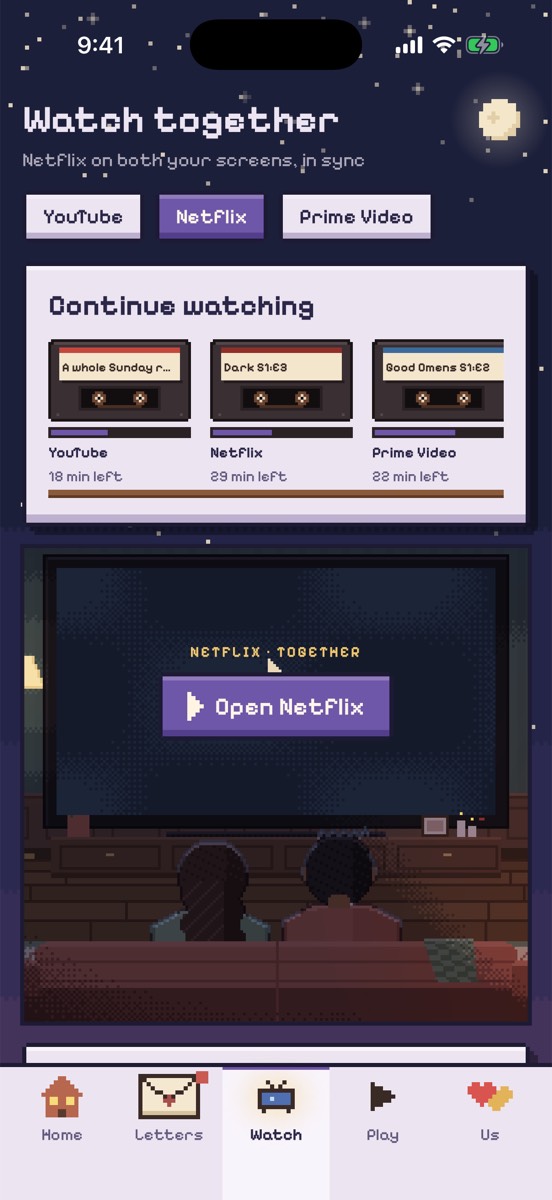 9:41
Watch together
Netflix on both your screens, in sync
YouTube
Netflix
Prime Video
Continue watching
A whole Sunday r...
Dark S1:E3
Good Omens S1:E2
YouTube
Netflix
Prime Video
18 min left
29 min left
22 min left
NETFLIX · TOGETHER
Open Netflix
Home
Letters
Watch
Play
Us